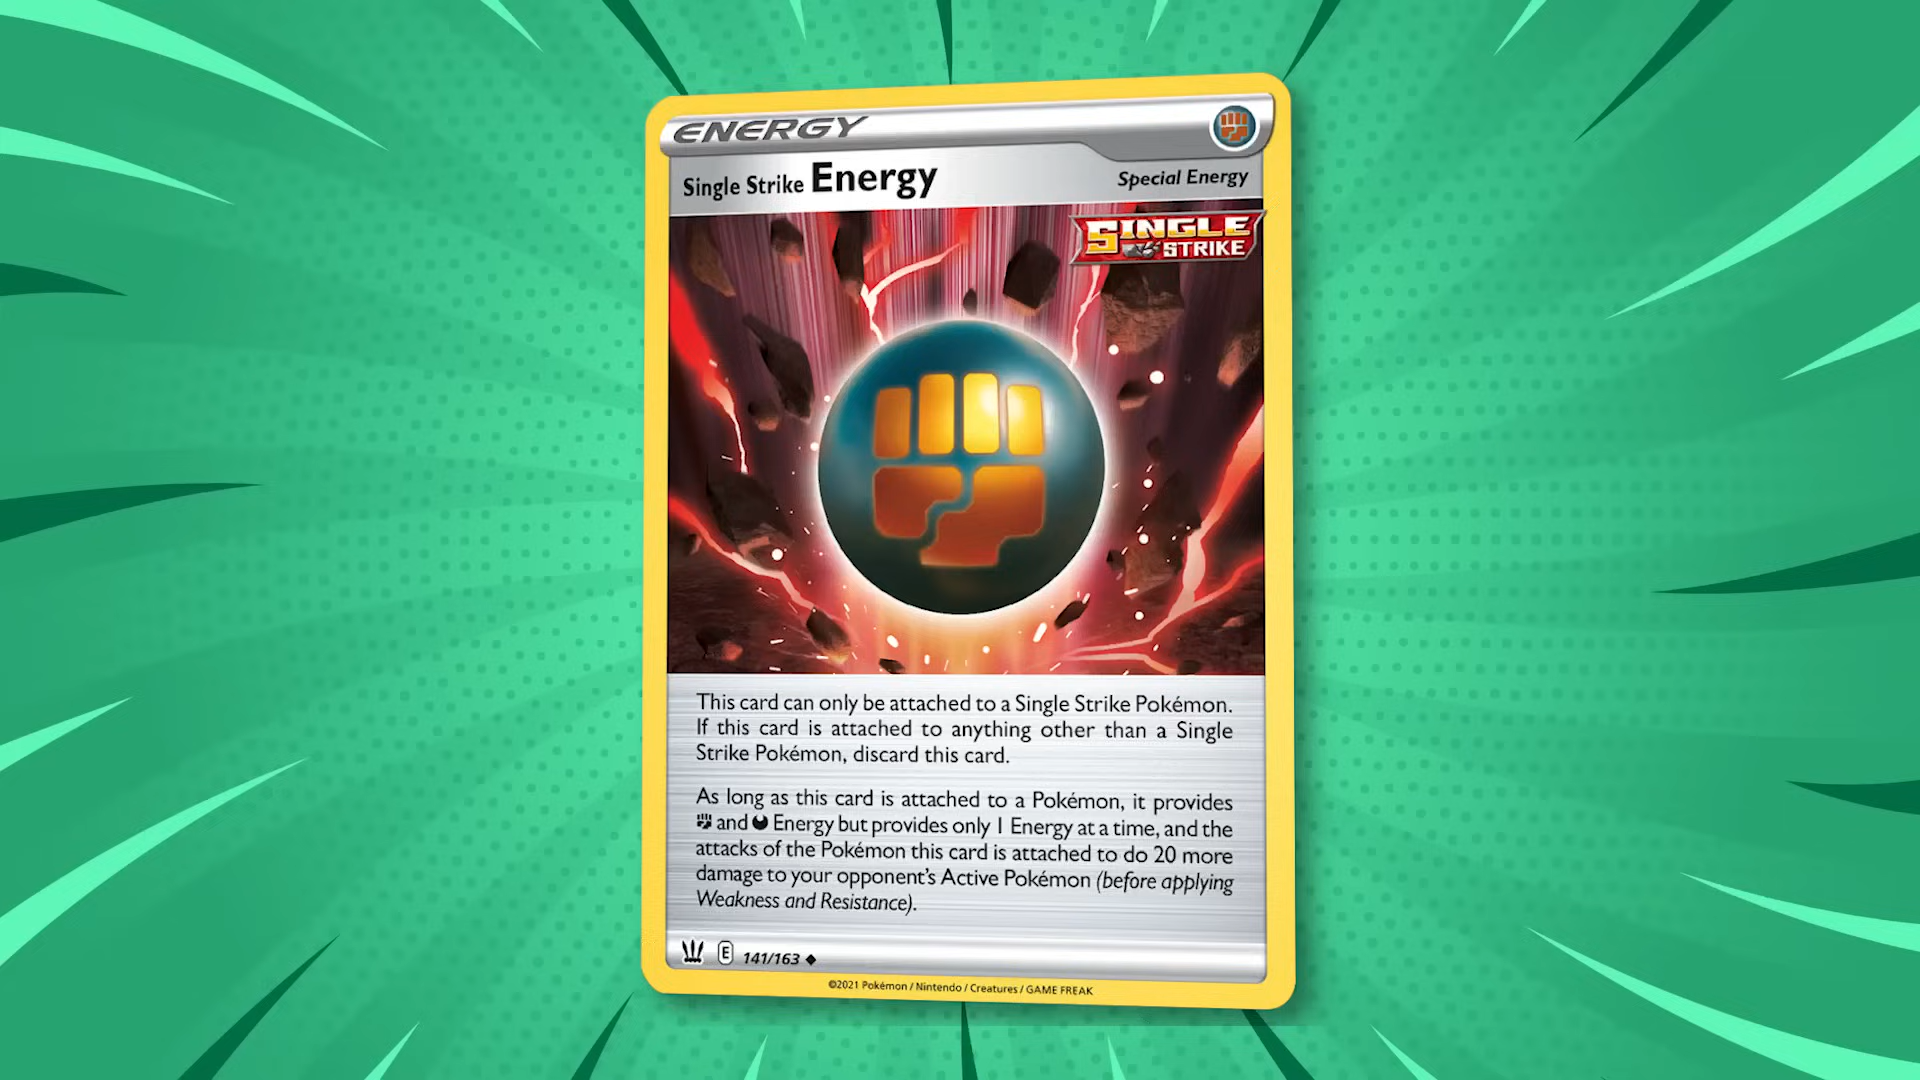 ENERGY
Single Strike Energy
Special Energy
SINGLE
STRIKE
This card can only be attached to a Single Strike Pokémon.
If this card is attached to anything other than a Single
Strike Pokémon, discard this card.
As long as this card is attached to a Pokémon, it provides
and Energy but provides only 1 Energy at a time, and the
attacks of the Pokémon this card is attached to do 20 more
damage to your opponent's Active Pokémon (before applying
Weakness and Resistance).
E 141/163
©2021 Pokémon / Nintendo / Creatures / GAME FREAK